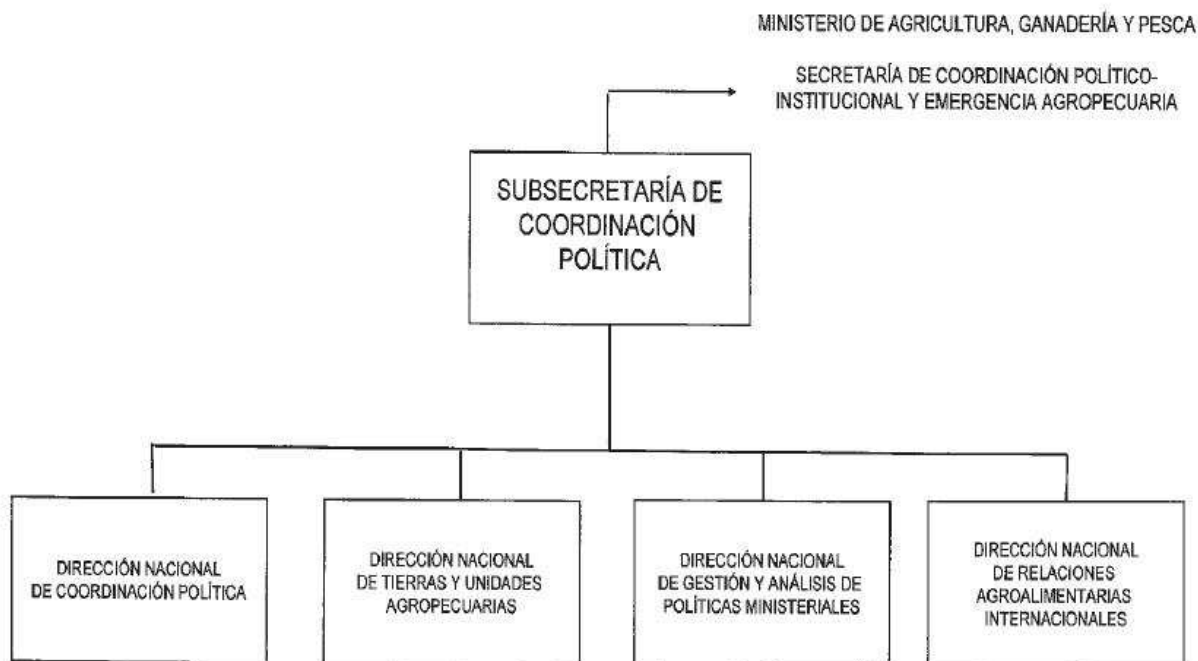 MINISTERIO DE AGRICULTURA, GANADERÍA Y PESCA
SECRETARÍA DE COORDINACIÓN POLÍTICO-
INSTITUCIONAL Y EMERGENCIA AGROPECUARIA
SUBSECRETARÍA DE
COORDINACIÓN
POLÍTICA
DIRECCIÓN NACIONAL
DE COORDINACIÓN POLÍTICA
DIRECCIÓN NACIONAL
DE TIERRAS Y UNIDADES
AGROPECUARIAS
DIRECCIÓN NACIONAL
DE GESTIÓN Y ANÁLISIS DE
POLÍTICAS MINISTERIALES
DIRECCIÓN NACIONAL
DE RELACIONES
AGROALIMENTARIAS
INTERNACIONALES